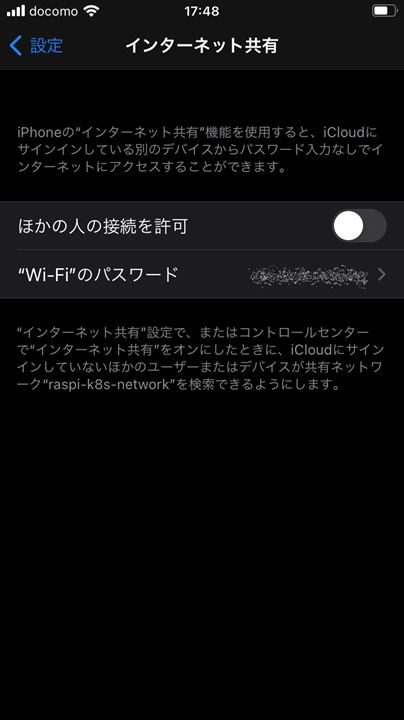 docomo 17:48
設定 インターネット共有
iPhoneの“インターネット共有”機能を使用すると、iCloudに
サインインしている別のデバイスからパスワード入力なしでイ
ンターネットにアクセスすることができます。
ほかの人の接続を許可
“Wi-Fi”のパスワード
“インターネット共有”設定で、またはコントロールセンター
で“インターネット共有”をオンにしたときに、iCloudにサイン
インしていないほかのユーザーまたはデバイスが共有ネットワ
ーク“raspi-k8s-network”を検索できるようにします。